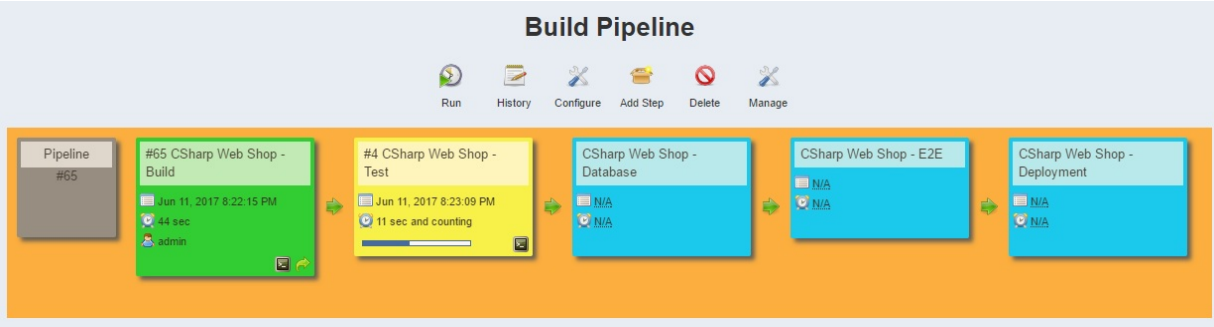 Build Pipeline
Run History Configure Add Step Delete Manage
Pipeline
#65
#65 CSharp Web Shop -
Build
Jun 11, 2017 8:22:15 PM
44 sec
admin
#4 CSharp Web Shop -
Test
Jun 11, 2017 8:23:09 PM
11 sec and counting
CSharp Web Shop -
Database
N/A
N/A
CSharp Web Shop - E2E
N/A
N/A
CSharp Web Shop -
Deployment
N/A
N/A